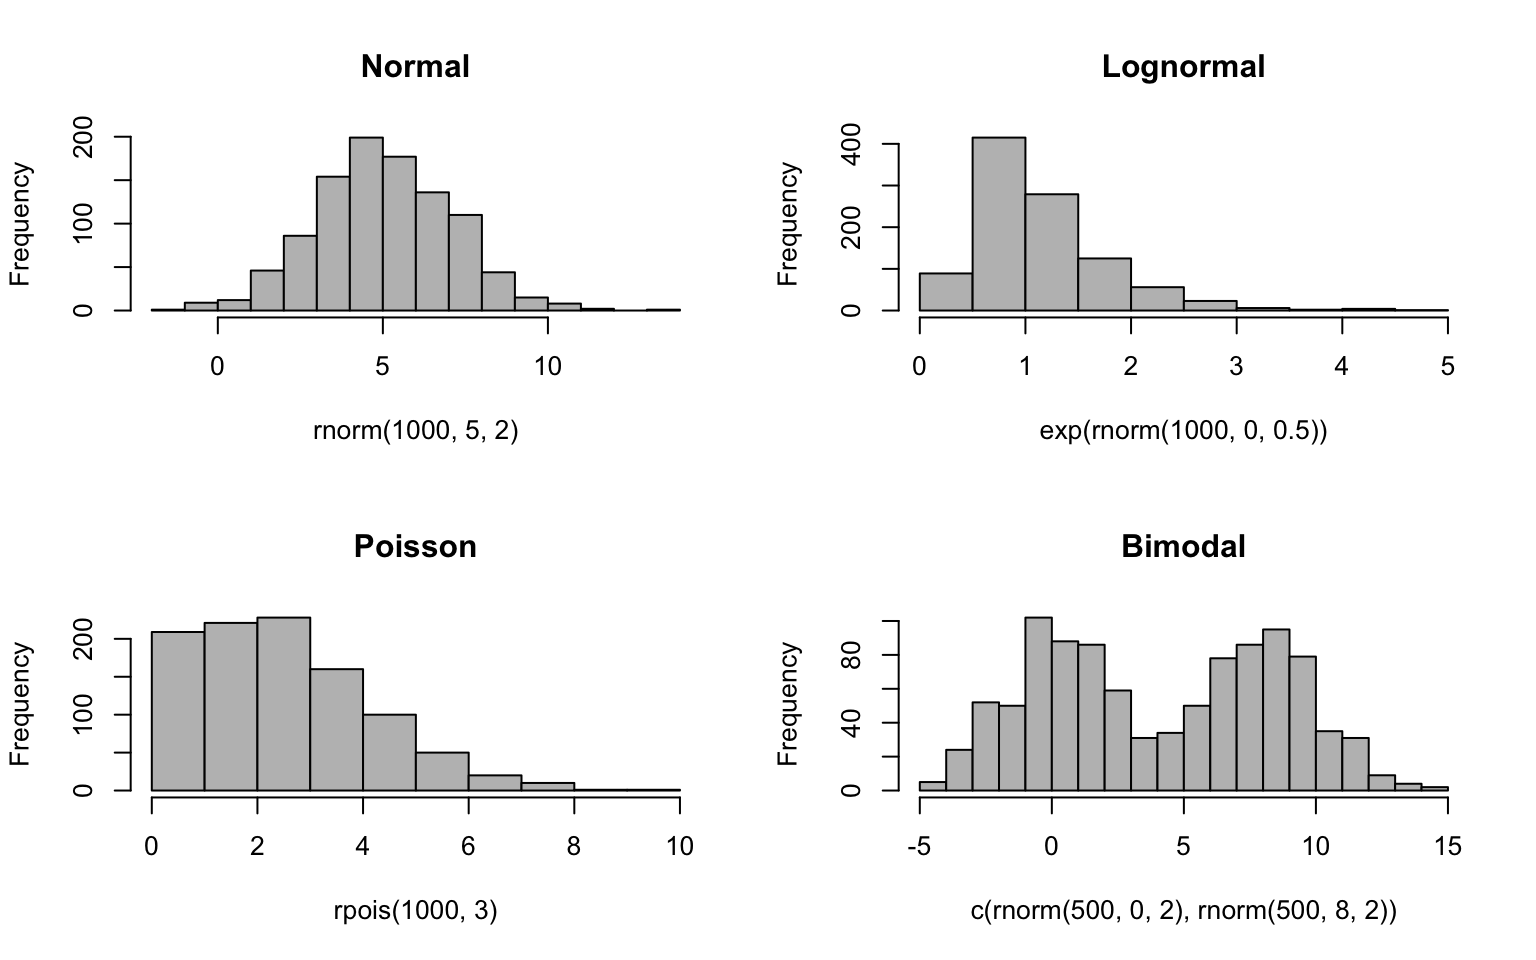 Normal
Frequency
0 100 200
0 5 10
rnorm(1000, 5, 2)
Lognormal
Frequency
0 200 400
0 1 2 3 4 5
exp(rnorm(1000, 0, 0.5))
Poisson
Frequency
0 100 200
0 2 4 6 8 10
rpois(1000, 3)
Bimodal
Frequency
0 40 80
-5 0 5 10 15
c(rnorm(500, 0, 2), rnorm(500, 8, 2))